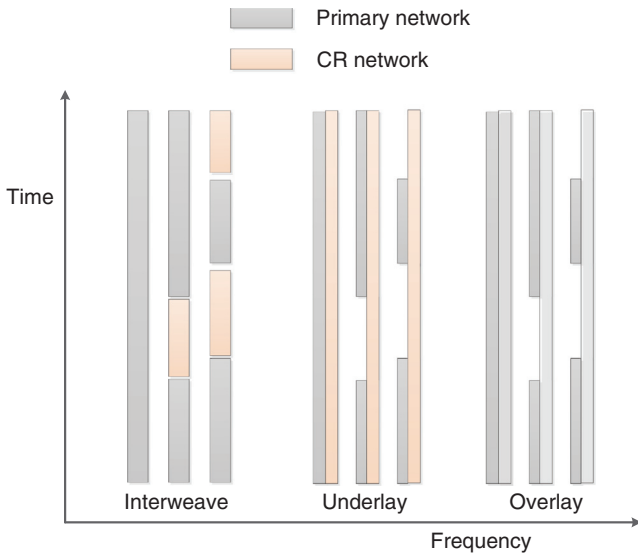 Primary network
CR network
Time
Interweave
Underlay
Overlay
Frequency